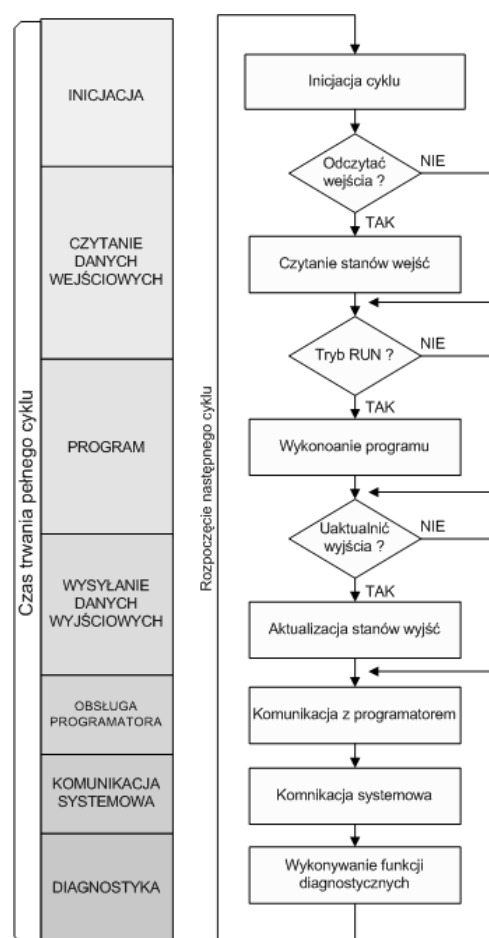 Czas trwania pełnego cyklu
INICJACJA
CZYTANIE
DANYCH
WEJŚCIOWYCH
PROGRAM
WYSYŁANIE
DANYCH
WYJŚCIOWYCH
OBSŁUGA
PROGRAMATORA
KOMUNIKACJA
SYSTEMOWA
DIAGNOSTYKA
Rozpoczęcie następnego cyklu
Inicjacja cyklu
Odczytać
wejścia ?
NIE
TAK
Czytanie stanów wejść
Tryb RUN ?
NIE
TAK
Wykonoanie programu
Uaktualnić
wyjścia ?
NIE
TAK
Aktualizacja stanów wyjść
Komunikacja z programatorem
Komnikacja systemowa
Wykonywanie funkcji
diagnostycznych